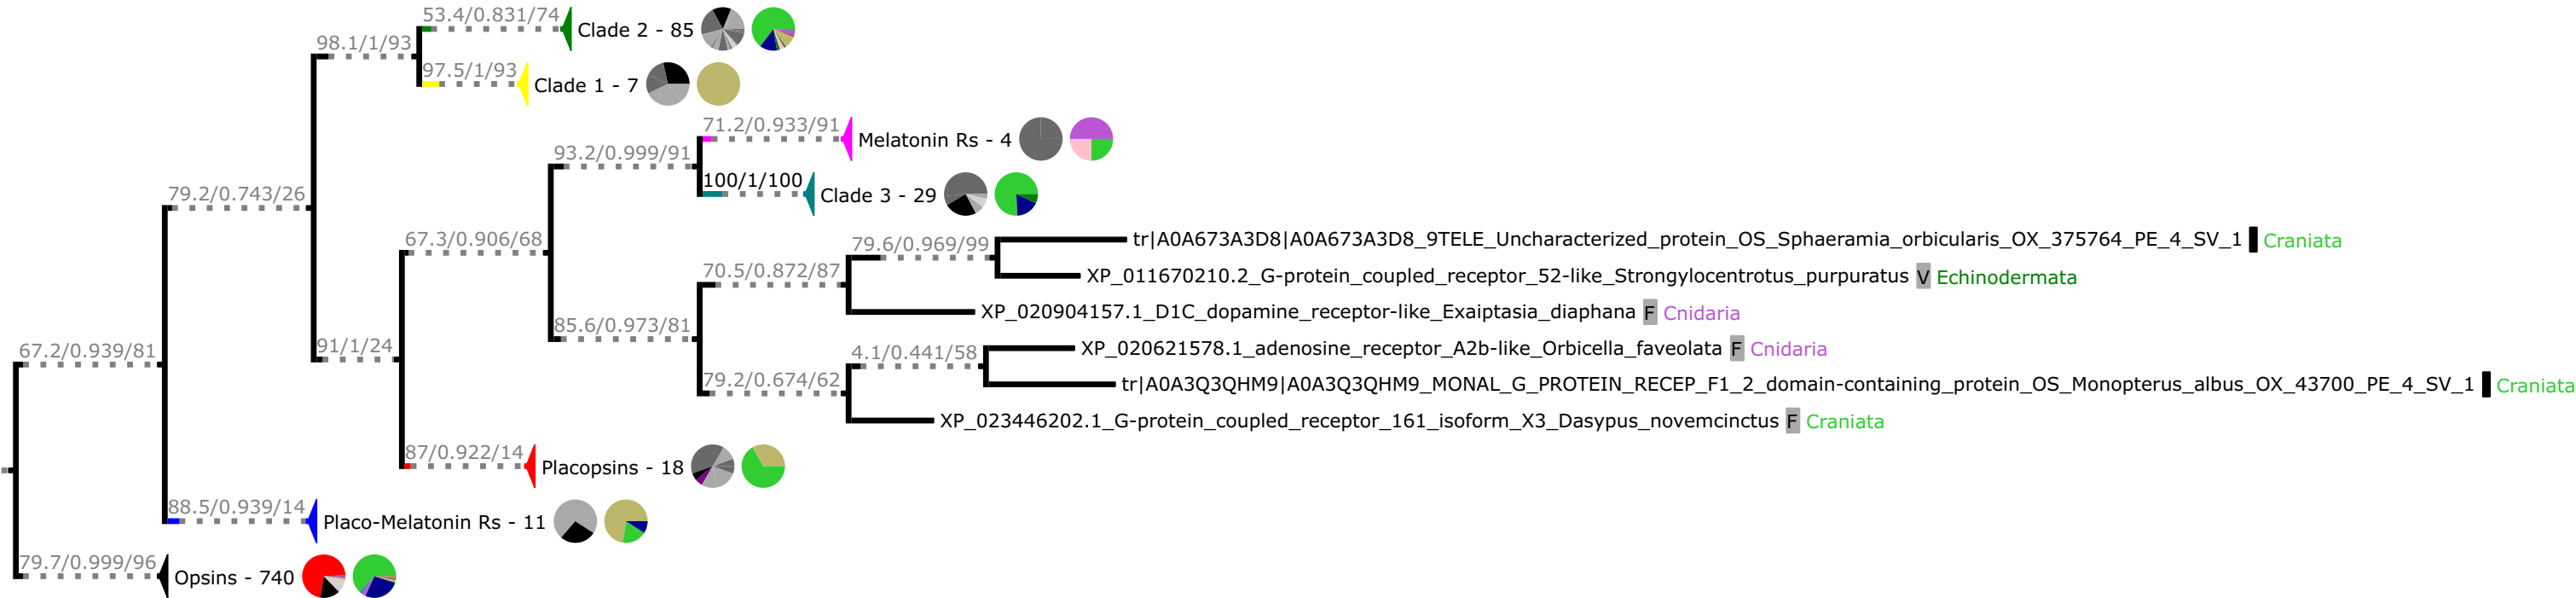 53.4/0.831/74
Clade 2 - 85
98.1/1/93
97.5/1/93
Clade 1 - 7
71.2/0.933/91
Melatonin Rs - 4
93.2/0.999/91
100/1/100
Clade 3 - 29
79.2/0.743/26
67.3/0.906/68
79.6/0.969/99
tr|A0A673A3D8|A0A673A3D8_9TELE_Uncharacterized_protein_OS_Sphaeramia_orbicularis_OX_375764_PE_4_SV_1 Craniata
70.5/0.872/87
XP_011670210.2_G-protein_coupled_receptor_52-like_Strongylocentrotus_purpuratus V Echinodermata
XP_020904157.1_D1C_dopamine_receptor-like_Exaiptasia_diaphana F Cnidaria
85.6/0.973/81
67.2/0.939/81
91/1/24
4.1/0.441/58
XP_020621578.1_adenosine_receptor_A2b-like_Orbicella_faveolata F Cnidaria
79.2/0.674/62
tr|A0A3Q3QHM9|A0A3Q3QHM9_MONAL_G_PROTEIN_RECEP_F1_2_domain-containing_protein_OS_Monopterus_albus_OX_43700_PE_4_SV_1 Craniata
XP_023446202.1_G-protein_coupled_receptor_161_isoform_X3_Dasypus_novemcinctus F Craniata
87/0.922/14
Placopsins - 18
88.5/0.939/14
Placo-Melatonin Rs - 11
79.7/0.999/96
Opsins - 740